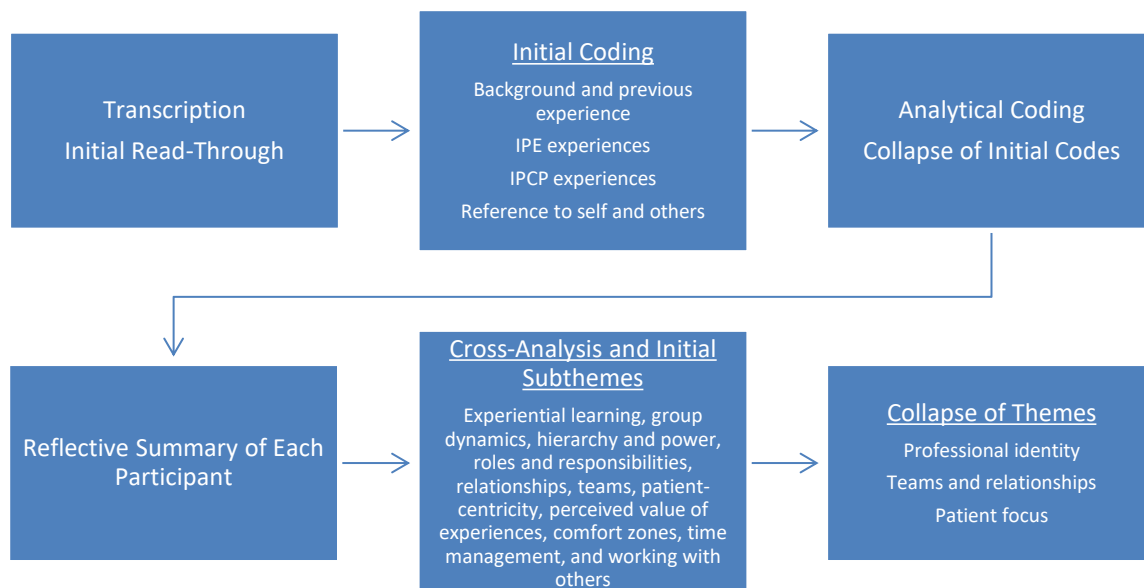 Transcription
Initial Read-Through
Initial Coding
Background and previous
experience
IPE experiences
IPCP experiences
Reference to self and others
Analytical Coding
Collapse of Initial Codes
Reflective Summary of Each
Participant
Cross-Analysis and Initial
Subthemes
Experiential learning, group
dynamics, hierarchy and power,
roles and responsibilities,
relationships, teams, patient-
centricity, perceived value of
experiences, comfort zones, time
management, and working with
others
Collapse of Themes
Professional identity
Teams and relationships
Patient focus